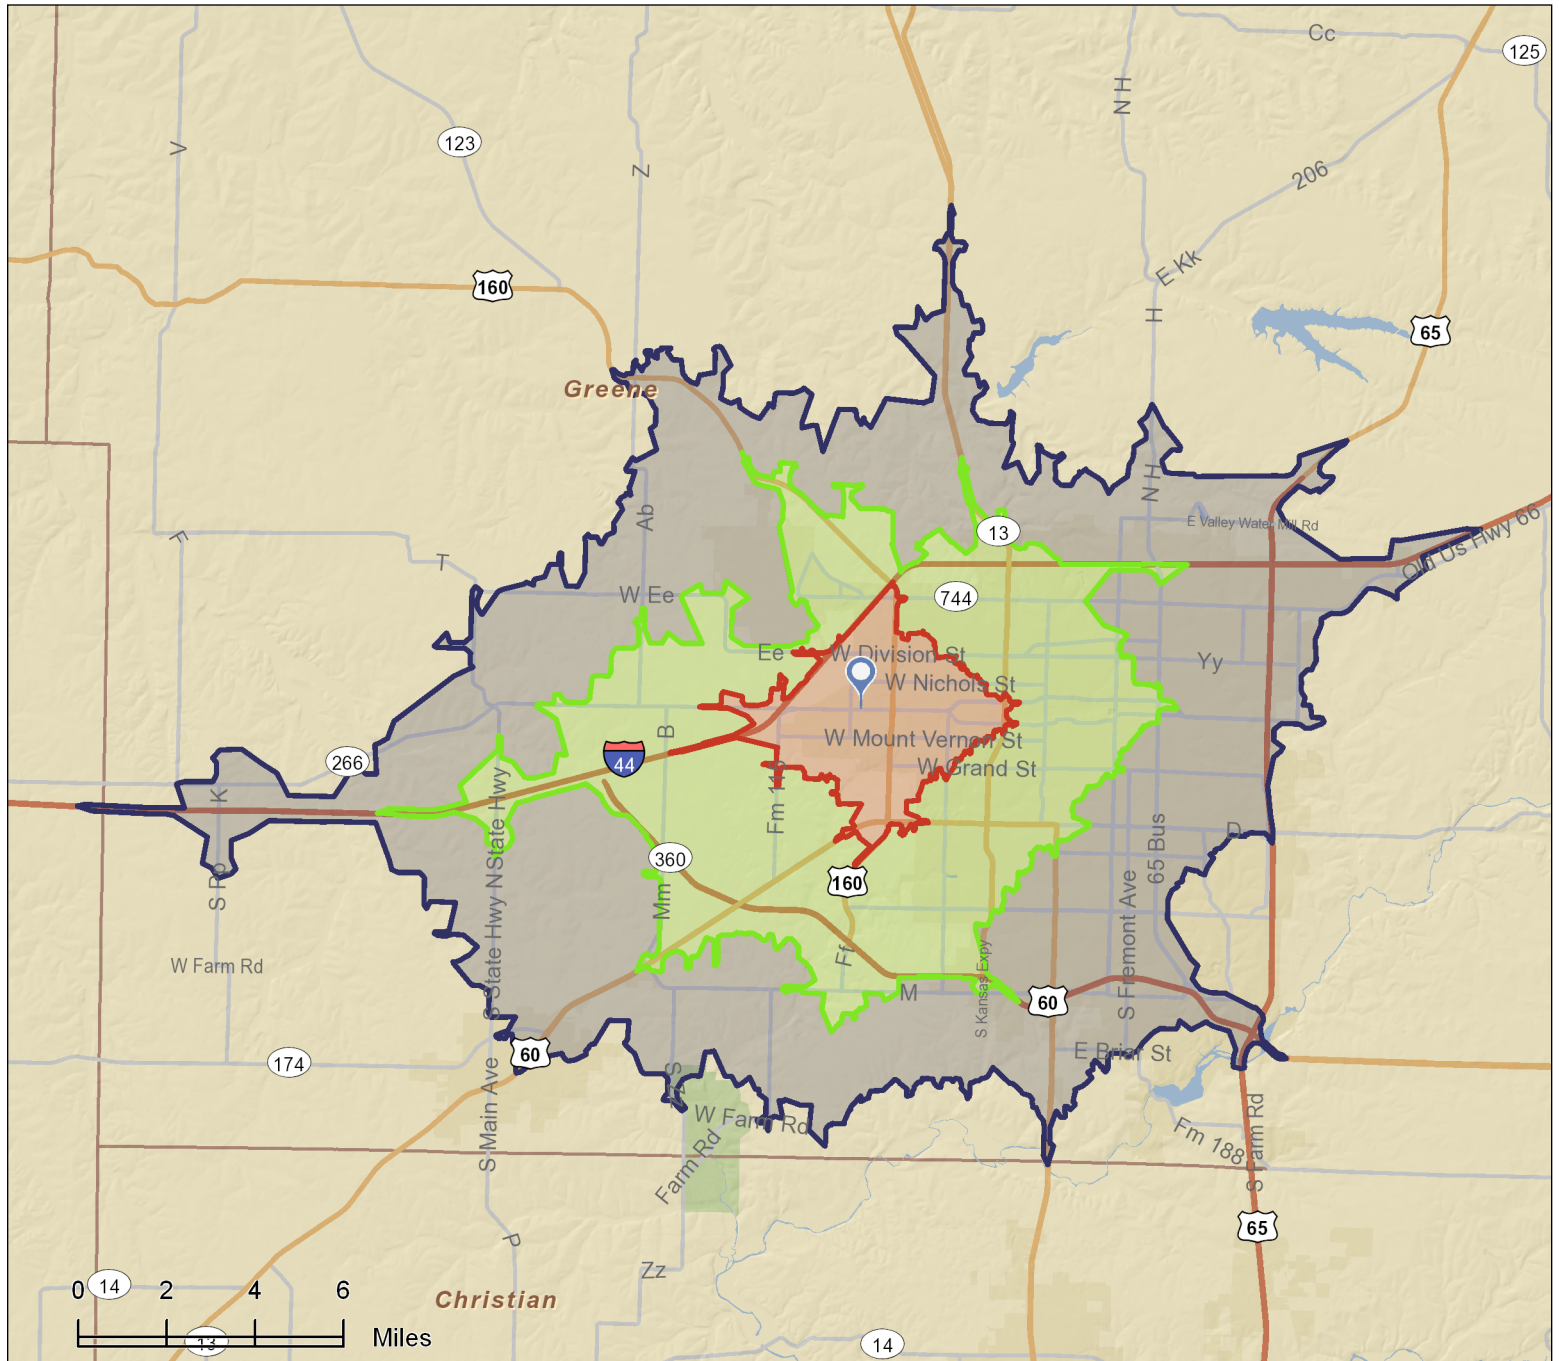 Cc
125
N H
V
123
Z
206
E Kk
160
H
65
Greene
N H
Ab
E Valley Water Mill Rd
13
Old Us Hwy 66
F
T
W Ee
744
Ee
W Division St
Yy
W Nichols St
B
W Mount Vernon St
266
44
W Grand St
K
Fm 115
S State Hwy N State Hwy
D
65 Bus
360
160
S Rd
Mm
S Fremont Ave
Ff
W Farm Rd
S Kansas Expy
M
60
60
E Briar St
174
S Main Ave
W Farm Rd
Fm 188
Farm Rd
S Farm Rd
65
P
Zz
0 2 4 6
14
Christian
Miles
13
14